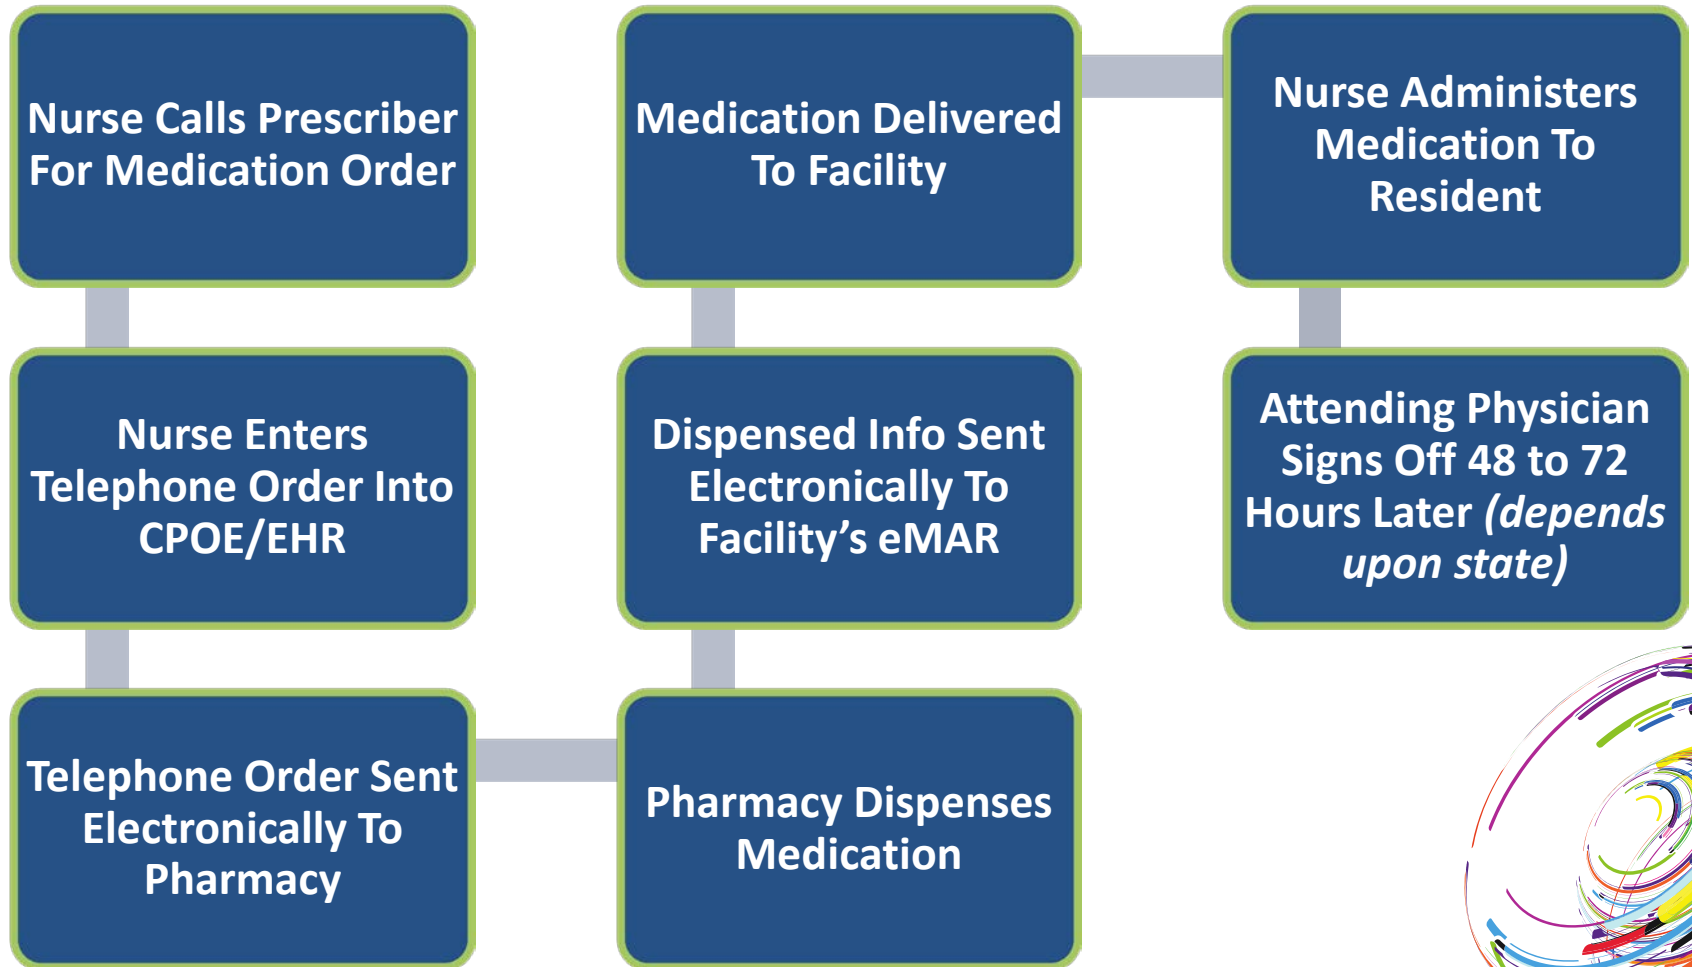 Nurse Calls Prescriber
For Medication Order
Nurse Enters
Telephone Order Into
CPOE/EHR
Telephone Order Sent
Electronically To
Pharmacy
Pharmacy Dispenses
Medication
Dispensed Info Sent
Electronically To
Facility’s eMAR
Medication Delivered
To Facility
Nurse Administers
Medication To
Resident
Attending Physician
Signs Off 48 to 72
Hours Later (depends
upon state)